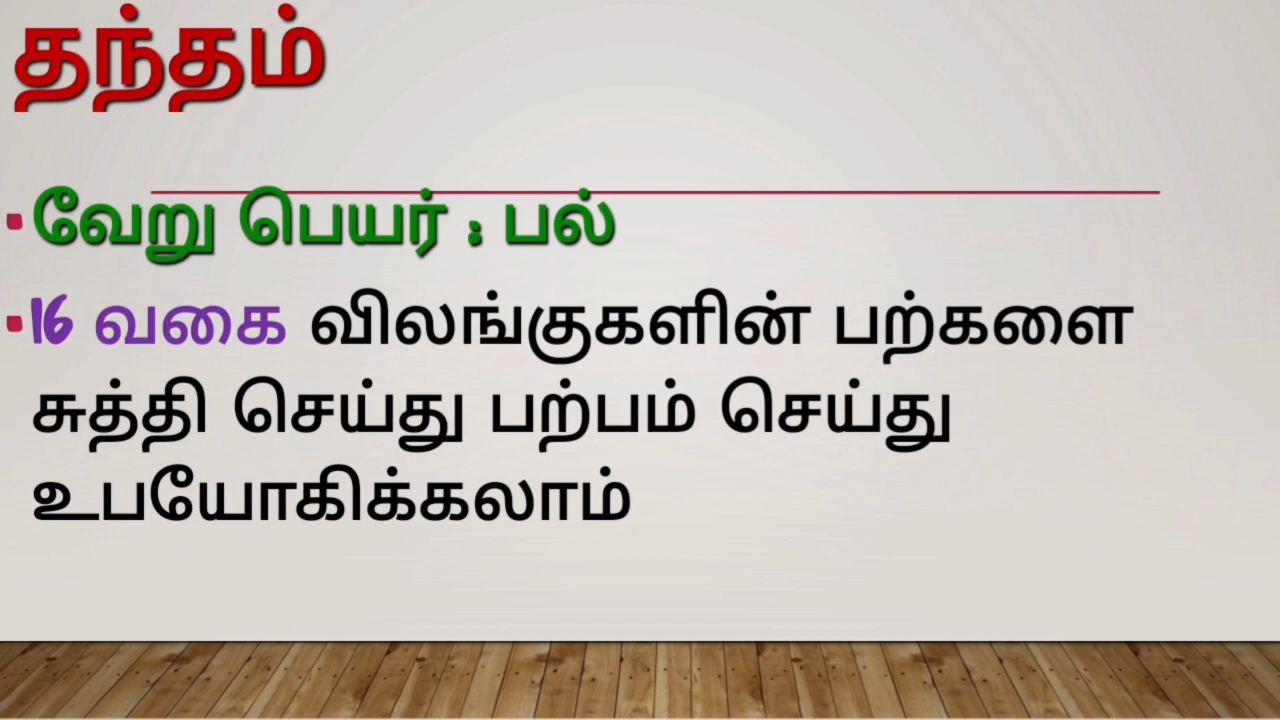 தந்தம்
•வேறு பெயர் : பல்
•16 வகை விலங்குகளின் பற்களை
சுத்தி செய்து பற்பம் செய்து
உபயோகிக்கலாம்